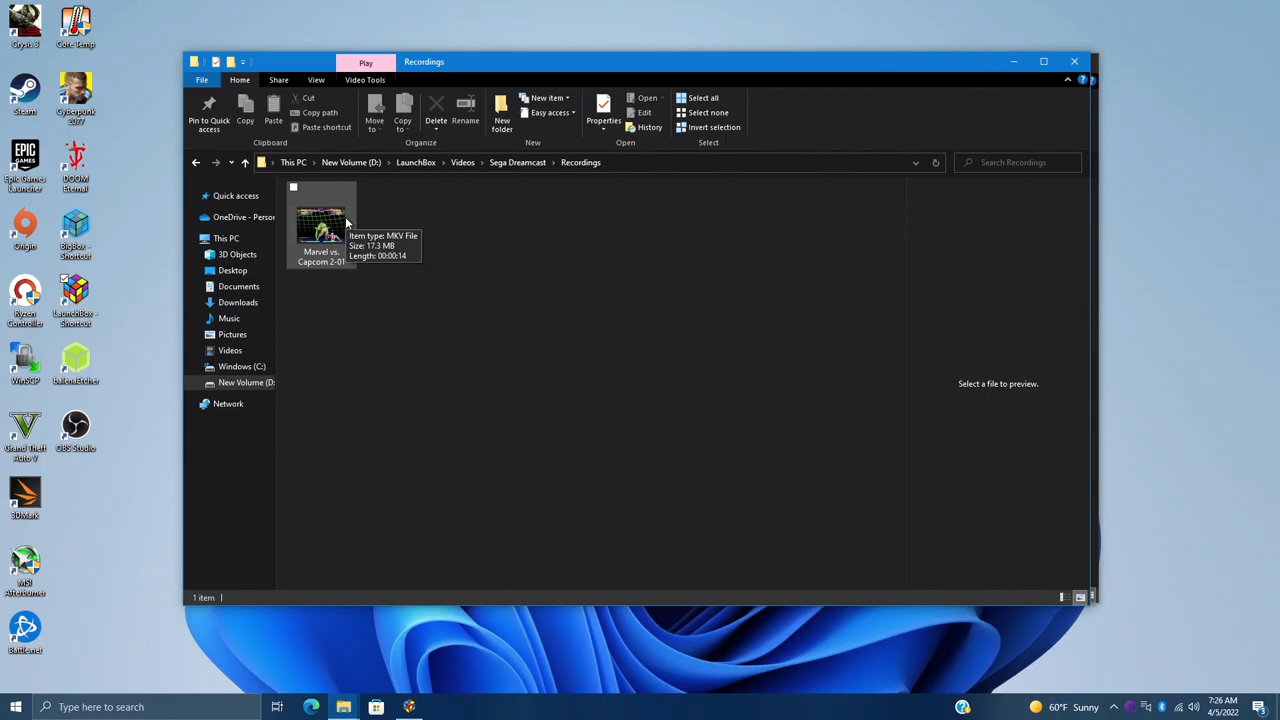 Crysis 3
Core Temp
Steam
Cyberpunk
2077
EPIC
GAMES
Epic Games
Launcher
DOOM
Eternal
Origin
BigBox -
Shortcut
Ryzen
Controller
LaunchBox -
Shortcut
WinSCP
balenaEtcher
Grand Theft
Auto V
OBS Studio
3DMark
MSI
Afterburner
Battle.net
Play
Recordings
File
Home
Share
View
Video Tools
Pin to Quick
access
Copy
Paste
Cut
Copy path
Paste shortcut
Clipboard
Move
to
Copy
to
Delete
Rename
Organize
New
folder
New item
Easy access
New
Properties
Open
Edit
History
Open
Select all
Select none
Invert selection
Select
This PC > New Volume (D:) > LaunchBox > Videos > Sega Dreamcast > Recordings
Search Recordings
Quick access
OneDrive - Person
This PC
3D Objects
Desktop
Documents
Downloads
Music
Pictures
Videos
Windows (C:)
New Volume (D:
Network
Marvel vs.
Capcom 2-01
Item type: MKV File
Size: 17.3 MB
Length: 00:00:14
Select a file to preview.
1 item
Type here to search
60°F Sunny
7:26 AM
4/5/2022
3